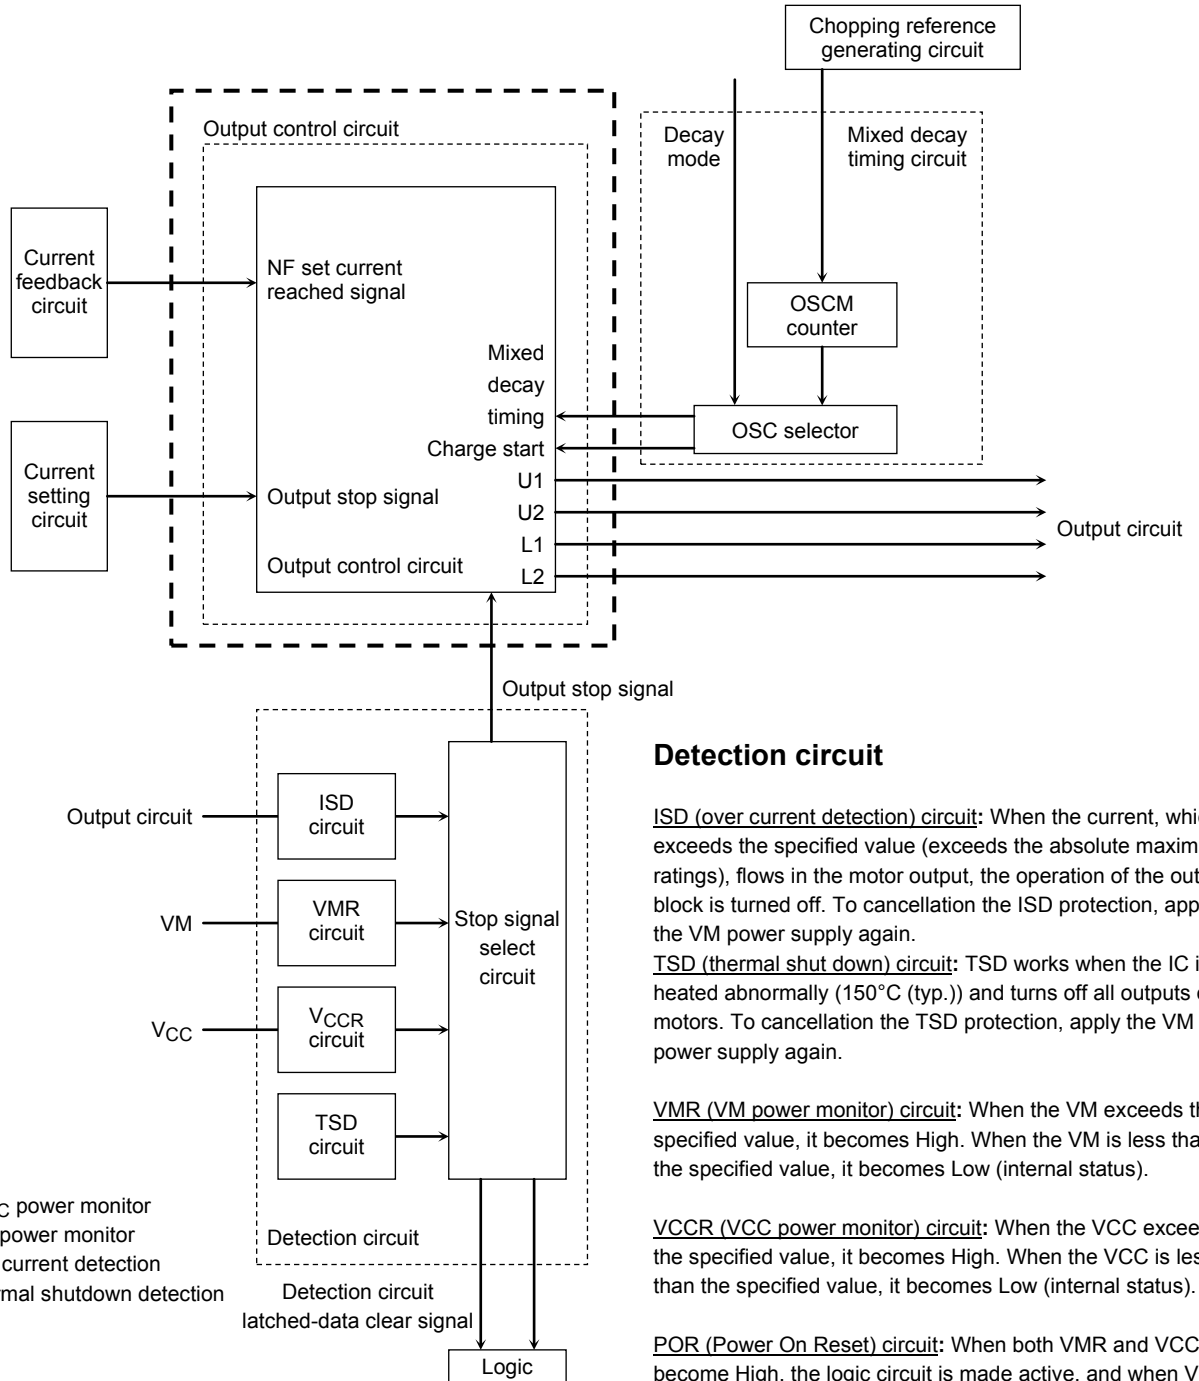 Chopping reference
generating circuit
Output control circuit
Decay
mode
Mixed decay
timing circuit
Current
feedback
circuit
NF set current
reached signal
OSCM
counter
Mixed
decay
timing
OSC selector
Charge start
Current
setting
circuit
Output stop signal
U1
U2
L1
L2
Output circuit
Output control circuit
Output stop signal
Output circuit
ISD
circuit
VM
VMR
circuit
VCC
VCCR
circuit
TSD
circuit
Stop signal
select
circuit
Detection circuit
power monitor
power monitor
current detection
shutdown detection
Detection circuit
latched-data clear signal
Logic
Detection circuit
ISD (over current detection) circuit: When the current,
exceeds the specified value (exceeds the absolute
ratings), flows in the motor output, the operation of the
block is turned off. To cancellation the ISD protection,
the VM power supply again.
TSD (thermal shut down) circuit: TSD works when the IC
heated abnormally (150°C (typ.)) and turns off all outputs
motors. To cancellation the TSD protection, apply the VM
power supply again.
VMR (VM power monitor) circuit: When the VM exceeds
specified value, it becomes High. When the VM is less
the specified value, it becomes Low (internal status).
VCCR (VCC power monitor) circuit: When the VCC
the specified value, it becomes High. When the VCC is
than the specified value, it becomes Low (internal status).
POR (Power On Reset) circuit: When both VMR and
become High, the logic circuit is made active, and when